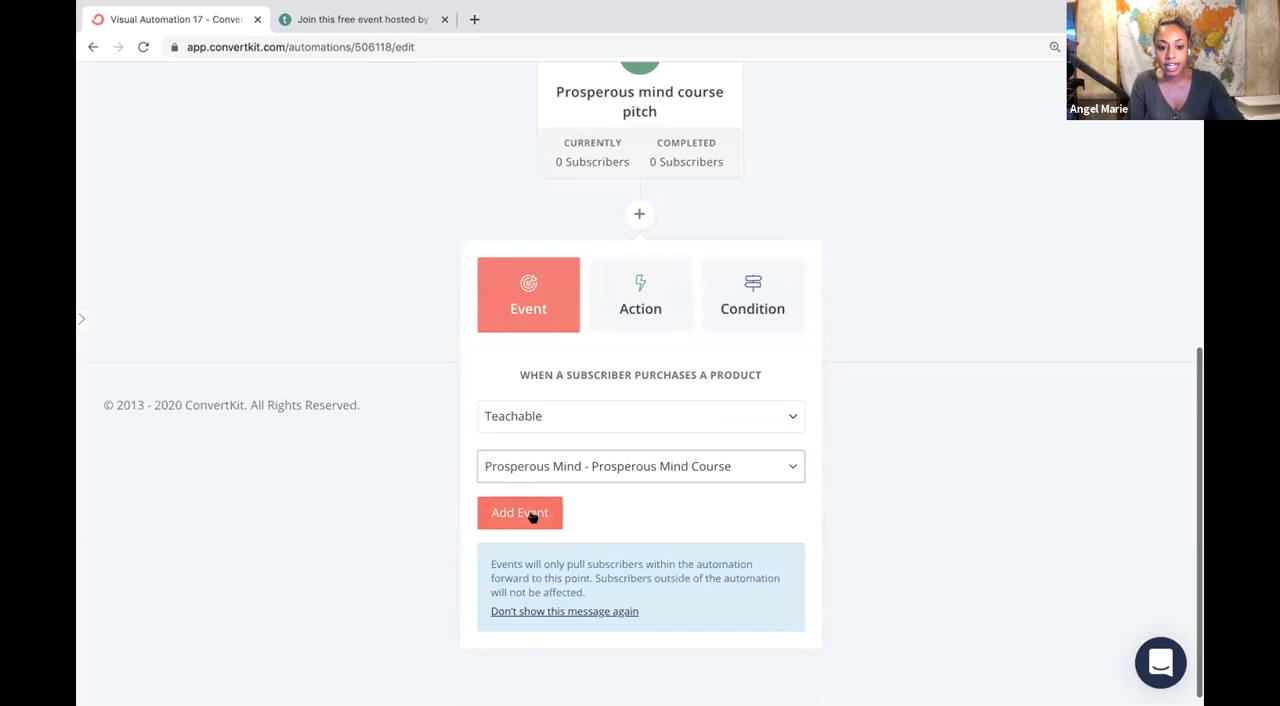 Visual Automation 17 - Conve
Join this free event hosted by
app.convertkit.com/automations/506118/edit
Angel Marie
Prosperous mind course
pitch
CURRENTLY COMPLETED
0 Subscribers 0 Subscribers
Event Action Condition
WHEN A SUBSCRIBER PURCHASES A PRODUCT
© 2013 - 2020 ConvertKit. All Rights Reserved.
Teachable
Prosperous Mind - Prosperous Mind Course
Add Event
Events will only pull subscribers within the automation
forward to this point. Subscribers outside of the automation
will not be affected.
Don't show this message again